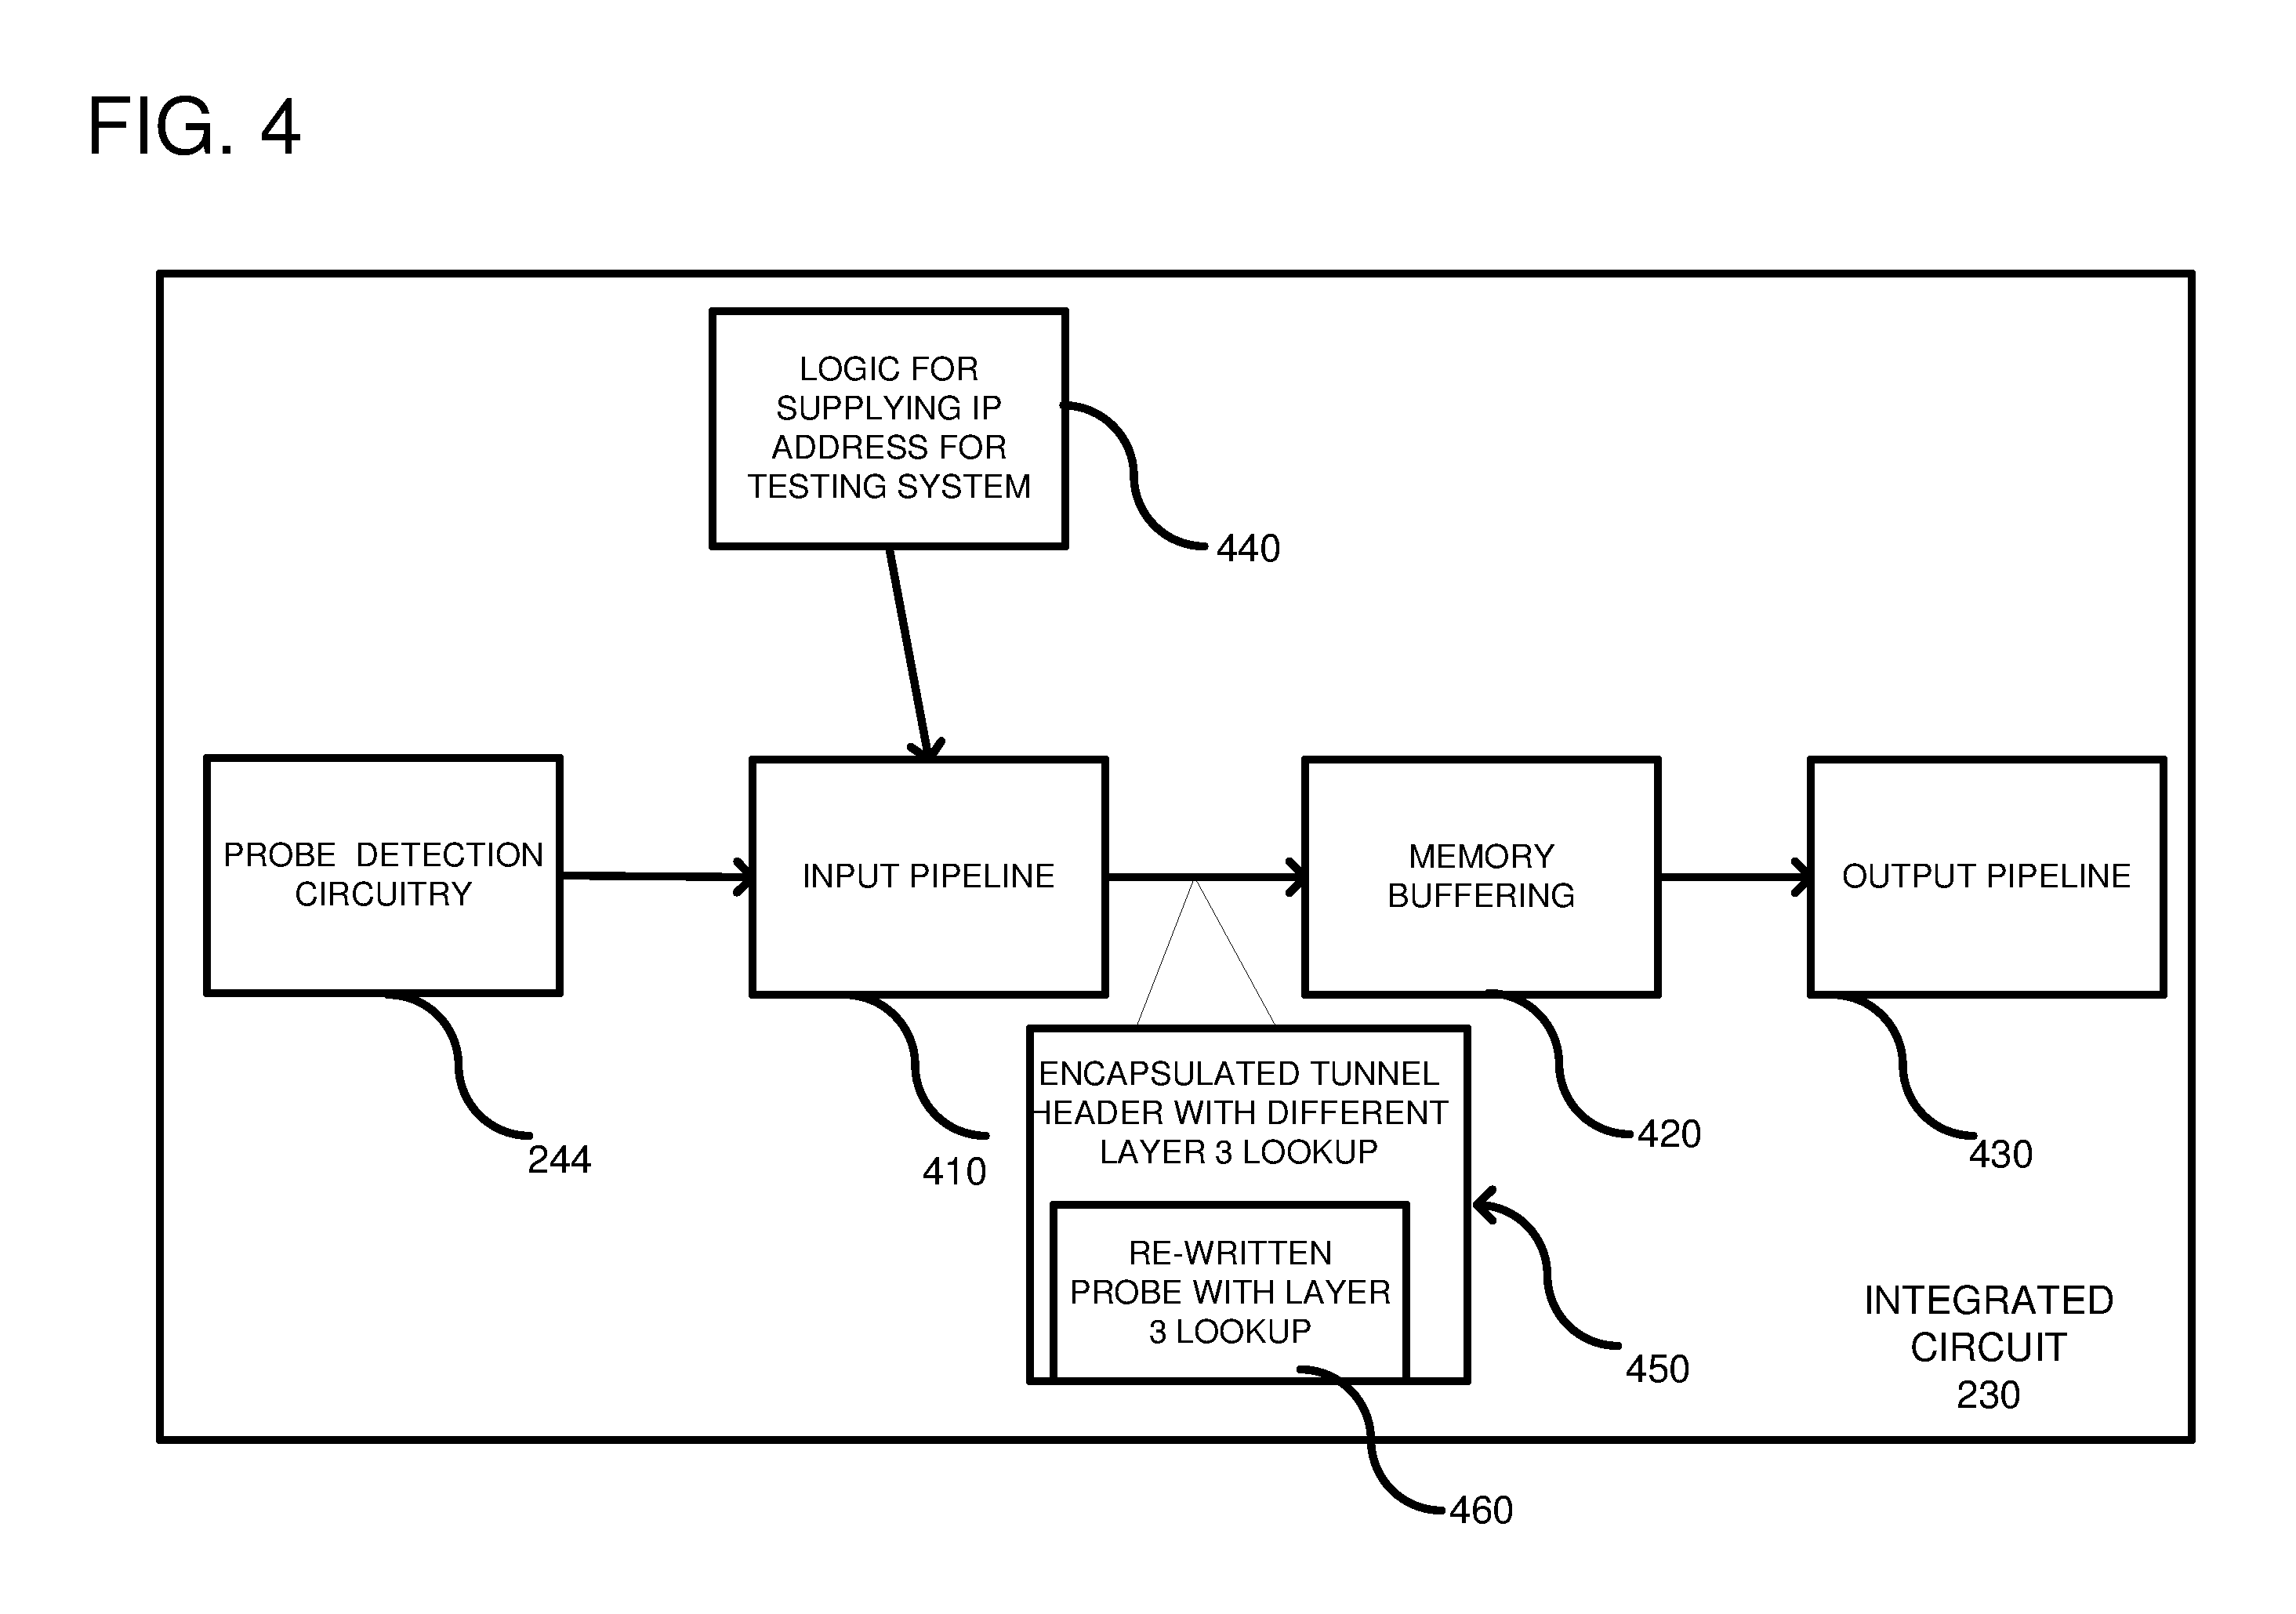 FIG. 4
LOGIC FOR
SUPPLYING IP
ADDRESS FOR
TESTING SYSTEM
440
PROBE DETECTION
CIRCUITRY
244
INPUT PIPELINE
410
MEMORY
BUFFERING
420
OUTPUT PIPELINE
430
ENCAPSULATED TUNNEL
HEADER WITH DIFFERENT
LAYER 3 LOOKUP
450
RE-WRITTEN
PROBE WITH LAYER
3 LOOKUP
460
INTEGRATED
CIRCUIT
230